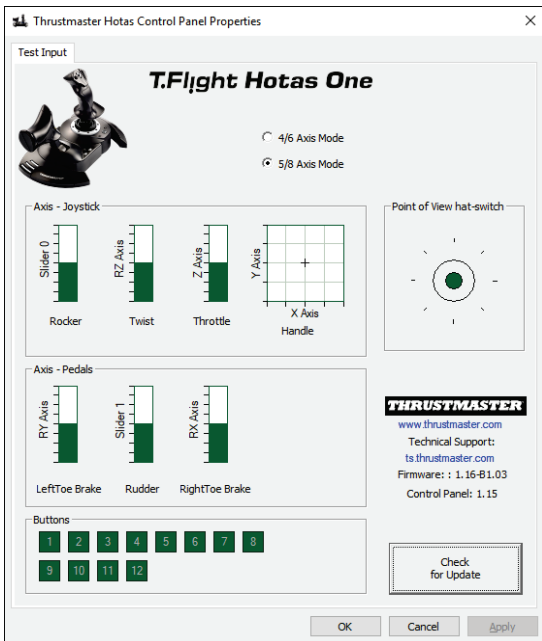 Thrustmaster Hotas Control Panel Properties
Test Input
T.Flight Hotas One
4/6 Axis Mode
5/8 Axis Mode
Axis - Joystick
Slider 0
RZ Axis
Z Axis
Y Axis
X Axis
Rocker
Twist
Throttle
Handle
Point of View hat-switch
Axis - Pedals
RY Axis
Slider 1
RX Axis
LeftToe Brake
Rudder
RightToe Brake
THRUSTMASTER
www.thrustmaster.com
Technical Support:
ts.thrustmaster.com
Firmware: : 1.16-B1.03
Control Panel: 1.15
Buttons
1 2 3 4 5 6 7 8
9 10 11 12
Check
for Update
OK Cancel Apply